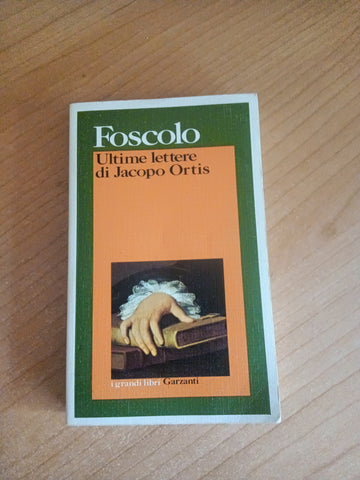 Foscolo
Ultime lettere
di Jacopo Ortis
i grandi libri Garzanti